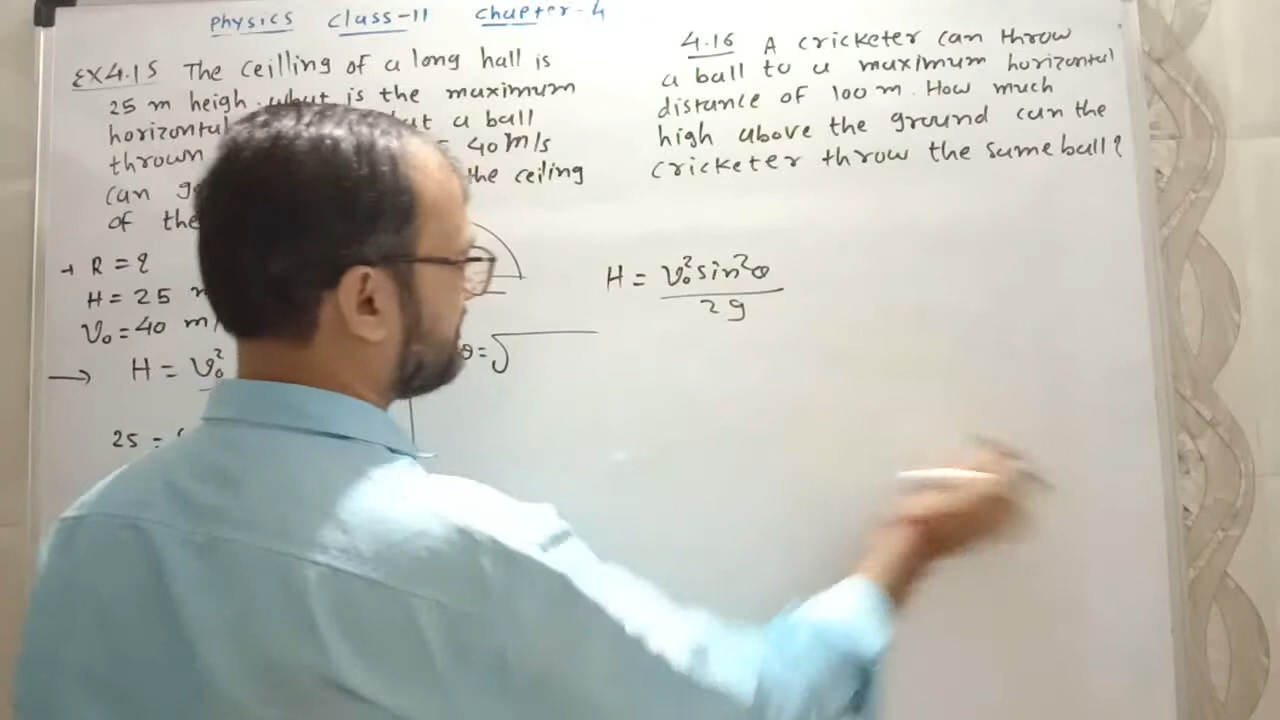 Physics Class-11 Chapter-4
EX4.15 The ceilling of a long hall is
25 m heigh. what is the maximum
horizontal ut a ball
thrown 40 m/s
can the ceiling
of the
→ R = ?
H = 25
V₀ = 40 m/
→ H = V₀²
25 =
θ = √
4.16 A cricketer can throw
a ball to a maximum horizontal
distance of 100 m. How much
high above the ground can the
cricketer throw the same ball?
H = V₀² sin²θ
2g